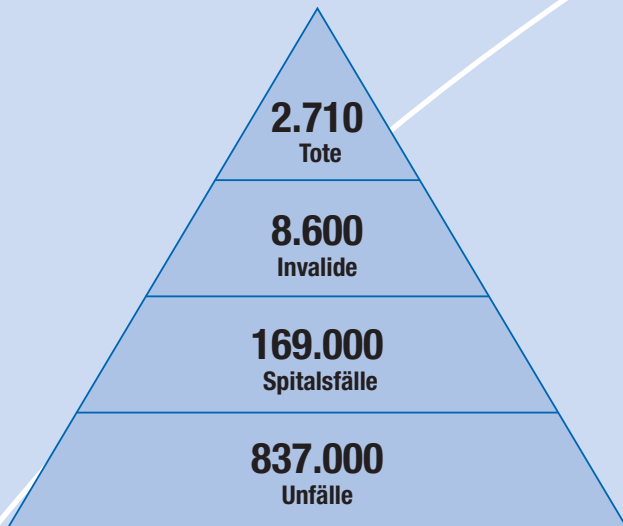 2.710
Tote
8.600
Invalide
169.000
Spitalsfälle
837.000
Unfälle